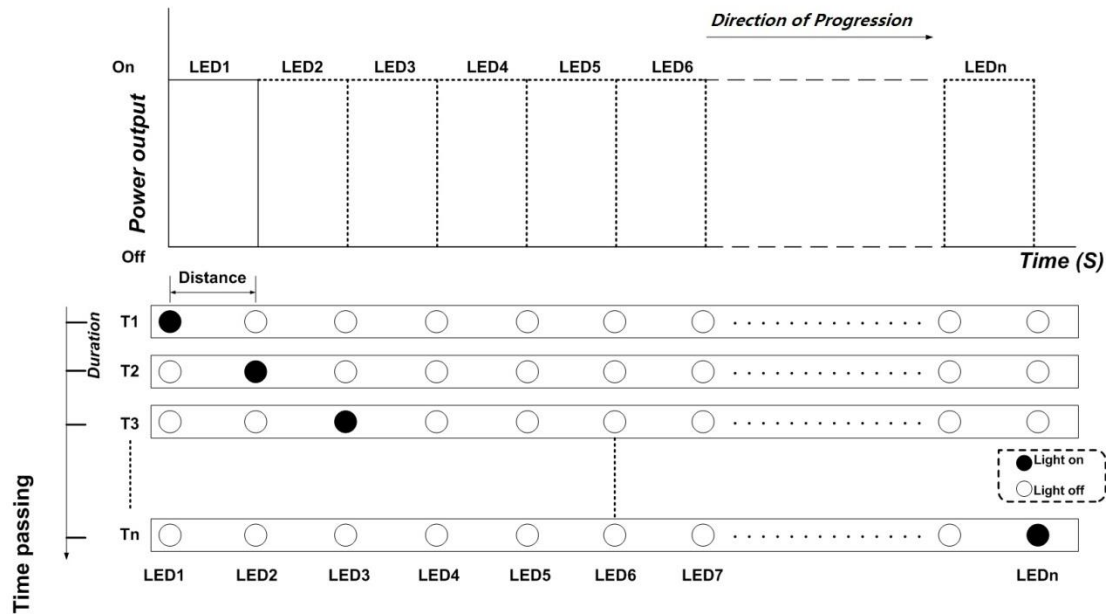 Direction of Progression
On
LED1 LED2 LED3 LED4 LED5 LED6 LEDn
Power output
Off
Time (S)
Distance
Duration
T1
T2
T3
Light on
Light off
Tn
Time passing
LED1 LED2 LED3 LED4 LED5 LED6 LED7 LEDn